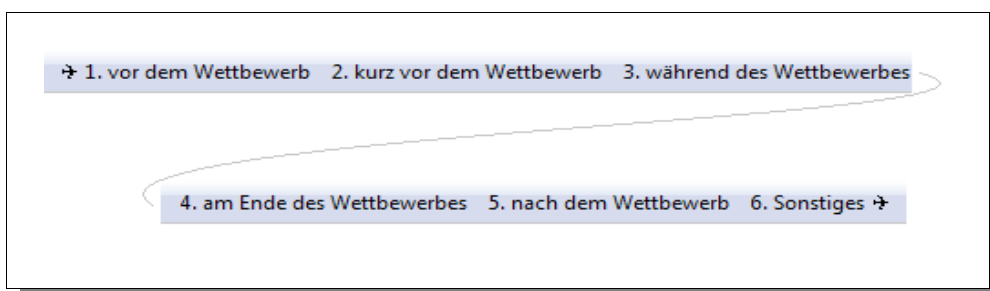 ✈ 1. vor dem Wettbewerb 2. kurz vor dem Wettbewerb 3. während des Wettbewerbes
4. am Ende des Wettbewerbes 5. nach dem Wettbewerb 6. Sonstiges ✈